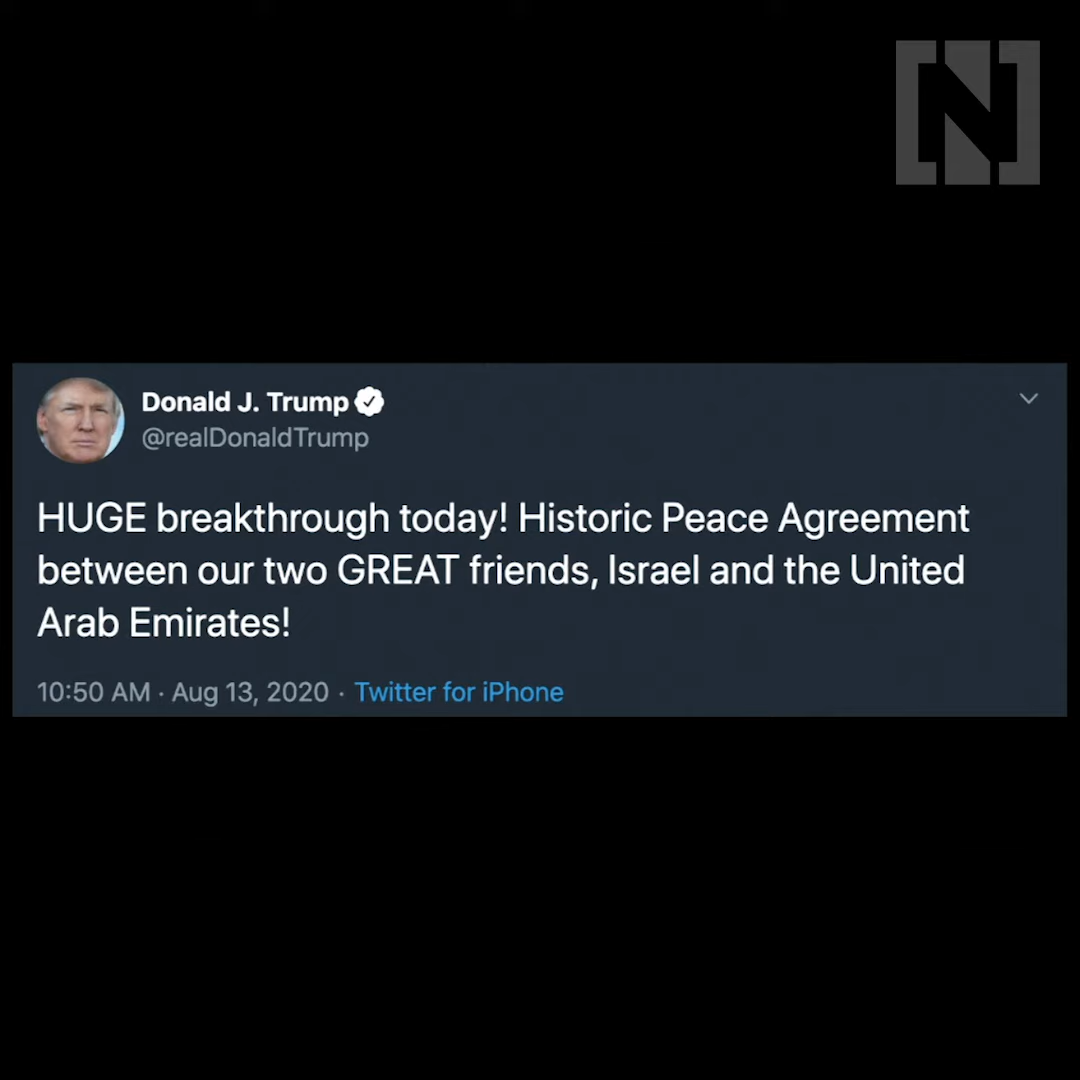 [N]
Donald J. Trump
@realDonaldTrump
HUGE breakthrough today! Historic Peace Agreement
between our two GREAT friends, Israel and the United
Arab Emirates!
10:50 AM · Aug 13, 2020 · Twitter for iPhone